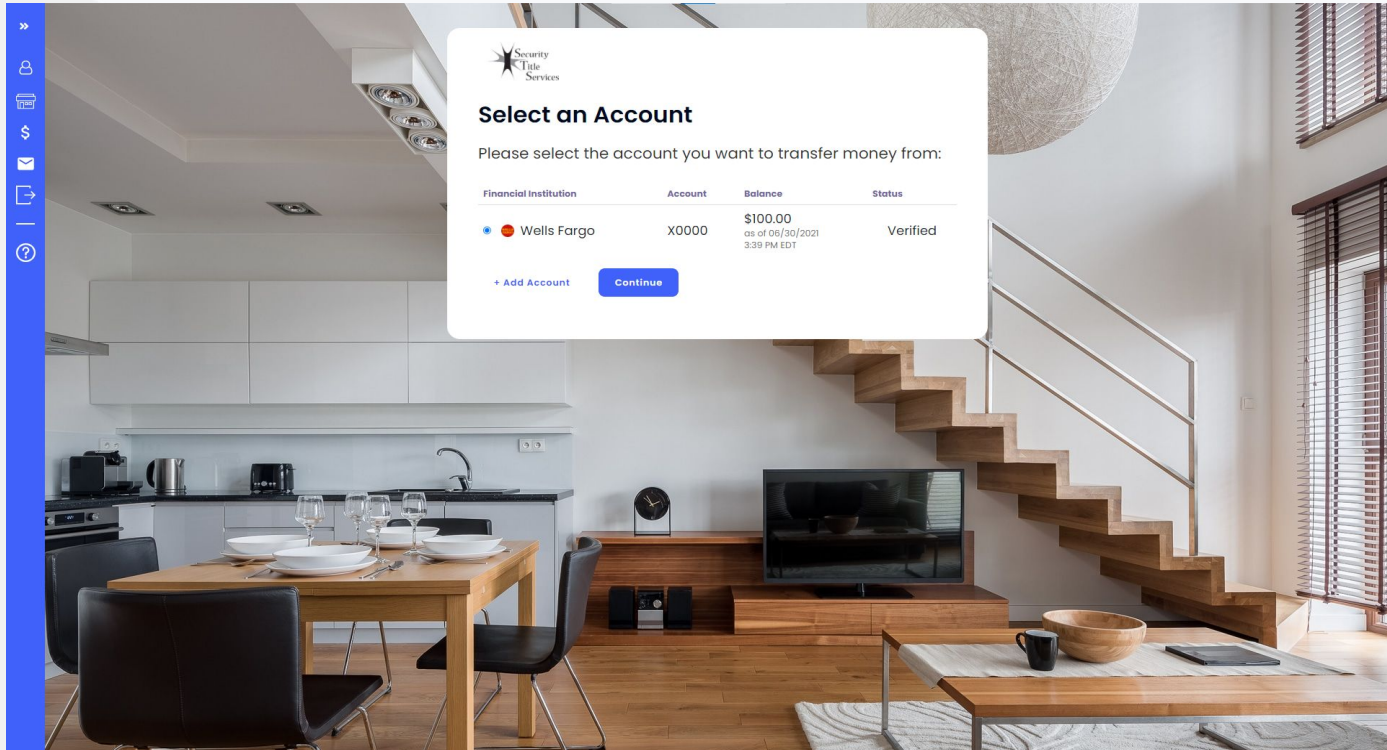 Security
Title
Services
Select an Account
Please select the account you want to transfer money from:
Financial Institution Account Balance Status
Wells Fargo X0000 $100.00 Verified
as of 06/30/2021
3:39 PM EDT
+ Add Account Continue